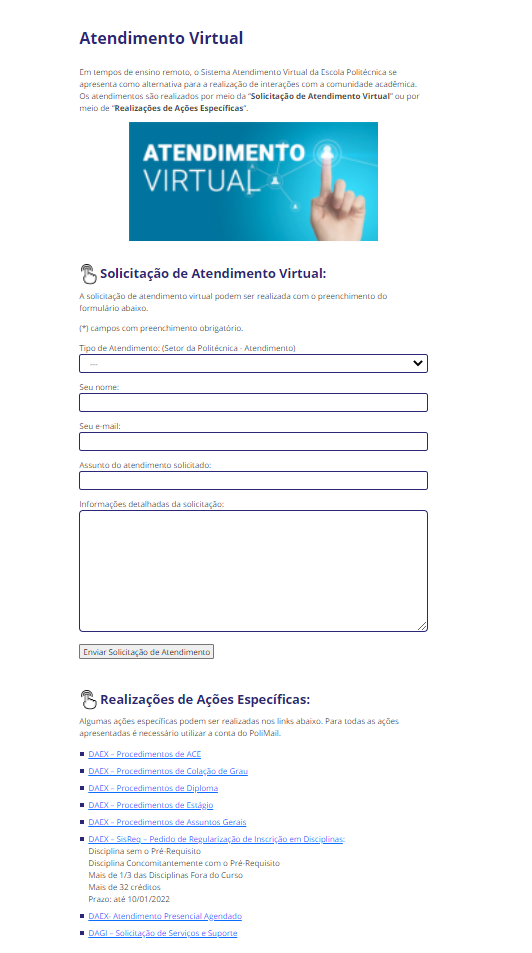 Atendimento Virtual
Em tempos de ensino remoto, o Sistema Atendimento Virtual da Escola Politécnica se
apresenta como alternativa para a realização de interações com a comunidade acadêmica.
Os atendimentos são realizados por meio da “Solicitação de Atendimento Virtual” ou por
meio de “Realizações de Ações Específicas”.
ATENDIMENTO
VIRTUAL
Solicitação de Atendimento Virtual:
A solicitação de atendimento virtual podem ser realizada com o preenchimento do
formulário abaixo.
(*) campos com preenchimento obrigatório.
Tipo de Atendimento: (Setor da Politécnica - Atendimento)
---
Seu nome:
Seu e-mail:
Assunto do atendimento solicitado:
Informações detalhadas da solicitação:
Enviar Solicitação de Atendimento
Realizações de Ações Específicas:
Algumas ações específicas podem ser realizadas nos links abaixo. Para todas as ações
apresentadas é necessário utilizar a conta do PoliMail.
DAEX – Procedimentos de ACE
DAEX – Procedimentos de Colação de Grau
DAEX – Procedimentos de Diploma
DAEX – Procedimentos de Estágio
DAEX – Procedimentos de Assuntos Gerais
DAEX – SisReq – Pedido de Regularização de Inscrição em Disciplinas:
Disciplina sem o Pré-Requisito
Disciplina Concomitantemente com o Pré-Requisito
Mais de 1/3 das Disciplinas Fora do Curso
Mais de 32 créditos
Prazo: até 10/01/2022
DAEX- Atendimento Presencial Agendado
DAGI – Solicitação de Serviços e Suporte